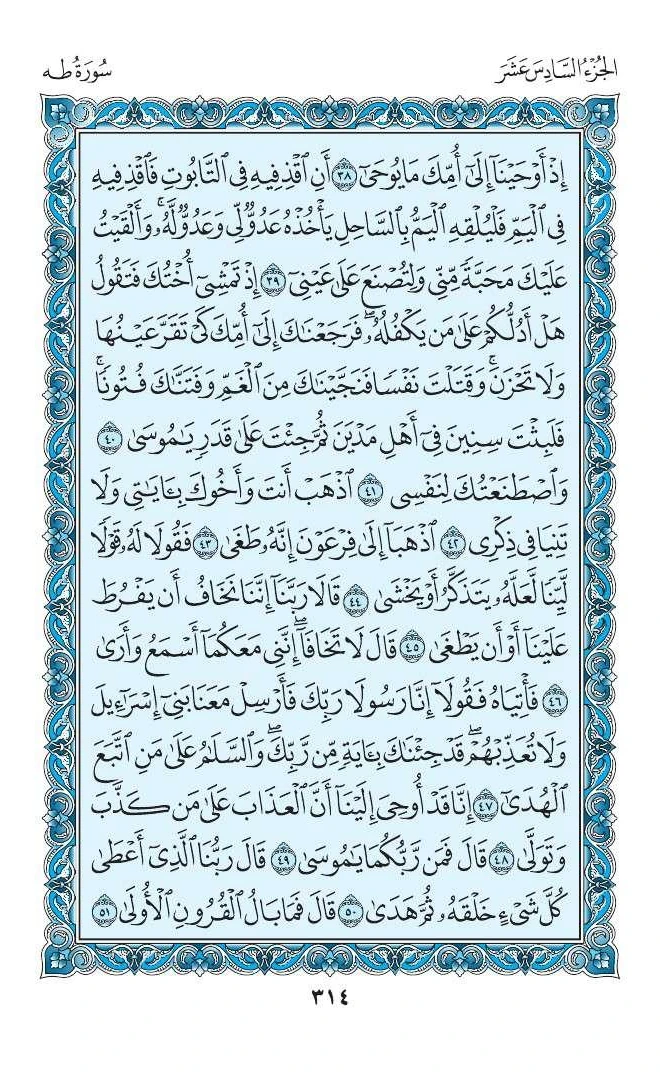 الجزء السادس عشر
سورة طه
إِذْ أَوْحَيْنَآ إِلَىٰٓ أُمِّكَ مَا يُوحَىٰٓ ٣٨ أَنِ ٱقْذِفِيهِ فِى ٱلتَّابُوتِ فَٱقْذِفِيهِ
فِى ٱلْيَمِّ فَلْيُلْقِهِ ٱلْيَمُّ بِٱلسَّاحِلِ يَأْخُذْهُ عَدُوٌّ لِّى وَعَدُوٌّ لَّهُۥ ۚ وَأَلْقَيْتُ
عَلَيْكَ مَحَبَّةً مِّنِّى وَلِتُصْنَعَ عَلَىٰ عَيْنِىٓ ٣٩ إِذْ تَمْشِىٓ أُخْتُكَ فَتَقُولُ
هَلْ أَدُلُّكُمْ عَلَىٰ مَن يَكْفُلُهُۥ ۖ فَرَجَعْنَٰكَ إِلَىٰٓ أُمِّكَ كَىْ تَقَرَّ عَيْنُهَا
وَلَا تَحْزَنَ ۚ وَقَتَلْتَ نَفْسًا فَنَجَّيْنَٰكَ مِنَ ٱلْغَمِّ وَفَتَنَّٰكَ فُتُونًا ۚ
فَلَبِثْتَ سِنِينَ فِىٓ أَهْلِ مَدْيَنَ ثُمَّ جِئْتَ عَلَىٰ قَدَرٍ يَٰمُوسَىٰ ٤٠
وَٱصْطَنَعْتُكَ لِنَفْسِى ٤١ ٱذْهَبْ أَنتَ وَأَخُوكَ بِـَٔايَٰتِى وَلَا
تَنِيَا فِى ذِكْرِى ٤٢ ٱذْهَبَآ إِلَىٰ فِرْعَوْنَ إِنَّهُۥ طَغَىٰ ٤٣ فَقُولَا لَهُۥ قَوْلًا
لَّيِّنًا لَّعَلَّهُۥ يَتَذَكَّرُ أَوْ يَخْشَىٰ ٤٤ قَالَا رَبَّنَآ إِنَّنَا نَخَافُ أَن يَفْرُطَ
عَلَيْنَآ أَوْ أَن يَطْغَىٰ ٤٥ قَالَ لَا تَخَافَآ ۖ إِنَّنِى مَعَكُمَآ أَسْمَعُ وَأَرَىٰ
٤٦ فَأْتِيَاهُ فَقُولَآ إِنَّا رَسُولَا رَبِّكَ فَأَرْسِلْ مَعَنَا بَنِىٓ إِسْرَٰٓءِيلَ
وَلَا تُعَذِّبْهُمْ ۖ قَدْ جِئْنَٰكَ بِـَٔايَةٍ مِّن رَّبِّكَ ۖ وَٱلسَّلَٰمُ عَلَىٰ مَنِ ٱتَّبَعَ
ٱلْهُدَىٰٓ ٤٧ إِنَّا قَدْ أُوحِىَ إِلَيْنَآ أَنَّ ٱلْعَذَابَ عَلَىٰ مَن كَذَّبَ
وَتَوَلَّىٰ ٤٨ قَالَ فَمَن رَّبُّكُمَا يَٰمُوسَىٰ ٤٩ قَالَ رَبُّنَا ٱلَّذِىٓ أَعْطَىٰ
كُلَّ شَىْءٍ خَلْقَهُۥ ثُمَّ هَدَىٰ ٥٠ قَالَ فَمَا بَالُ ٱلْقُرُونِ ٱلْأُولَىٰ ٥١
٣١٤